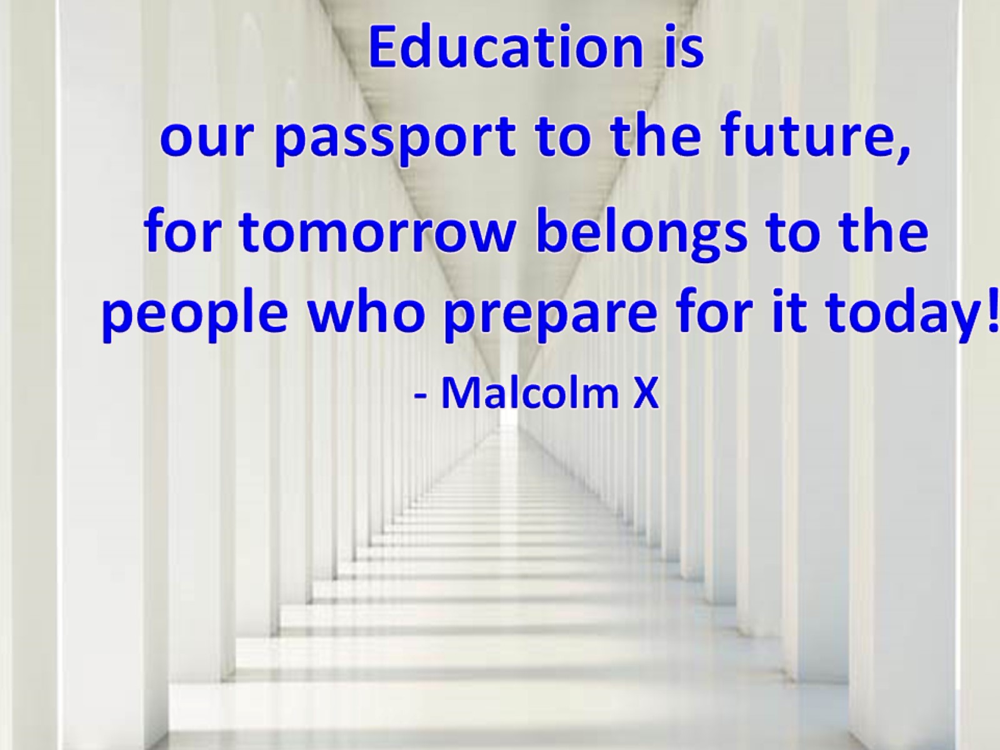 Education is
our passport to the future,
for tomorrow belongs to the
people who prepare for it today!
- Malcolm X